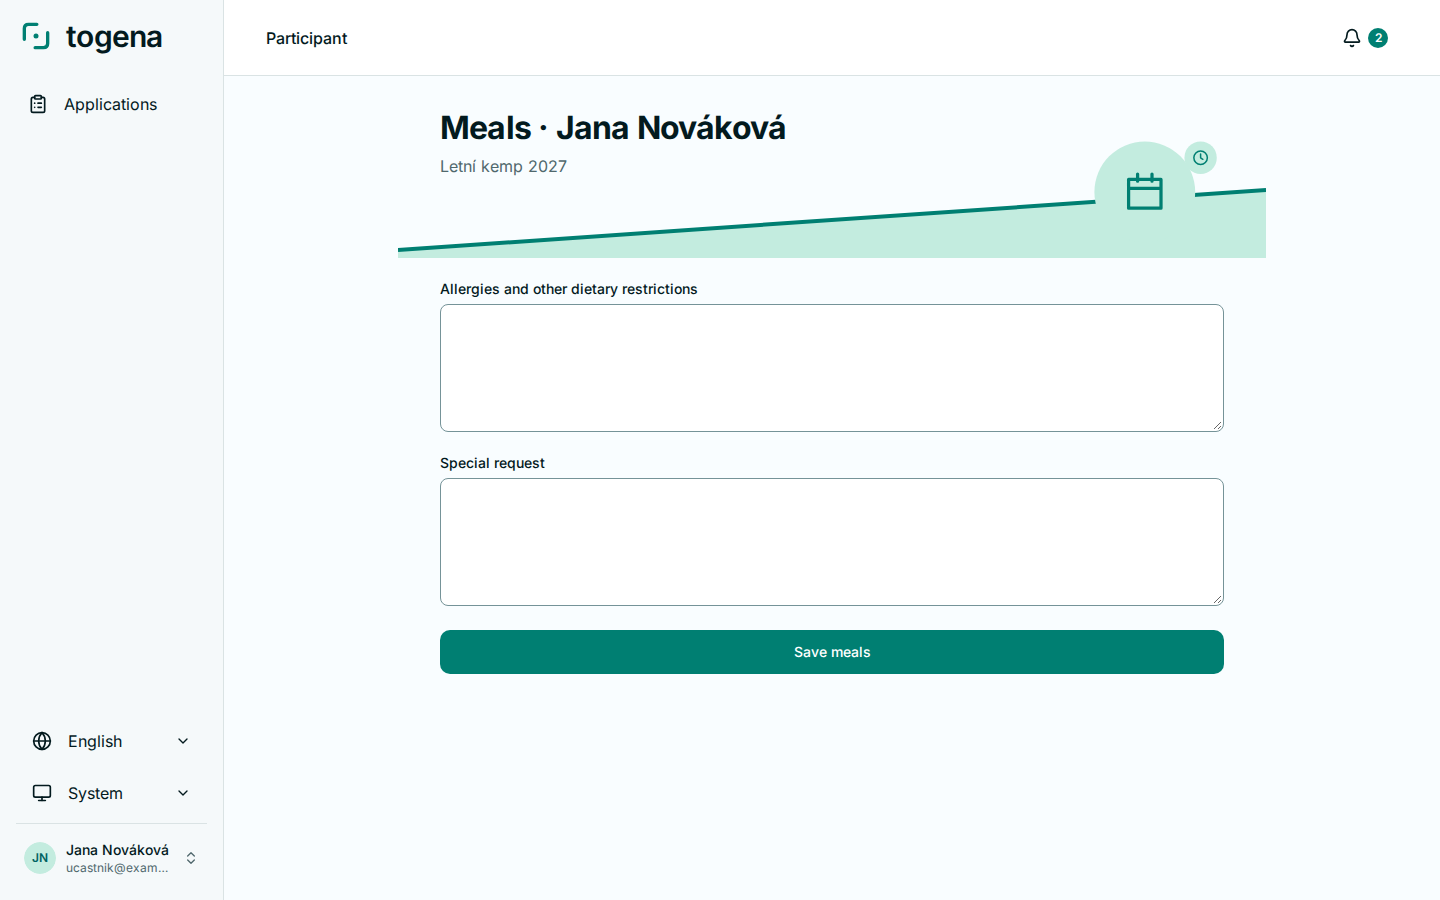 togena
Participant
2
Applications
Meals · Jana Nováková
Letní kemp 2027
Allergies and other dietary restrictions
Special request
Save meals
English
System
JN
Jana Nováková
ucastnik@exam...